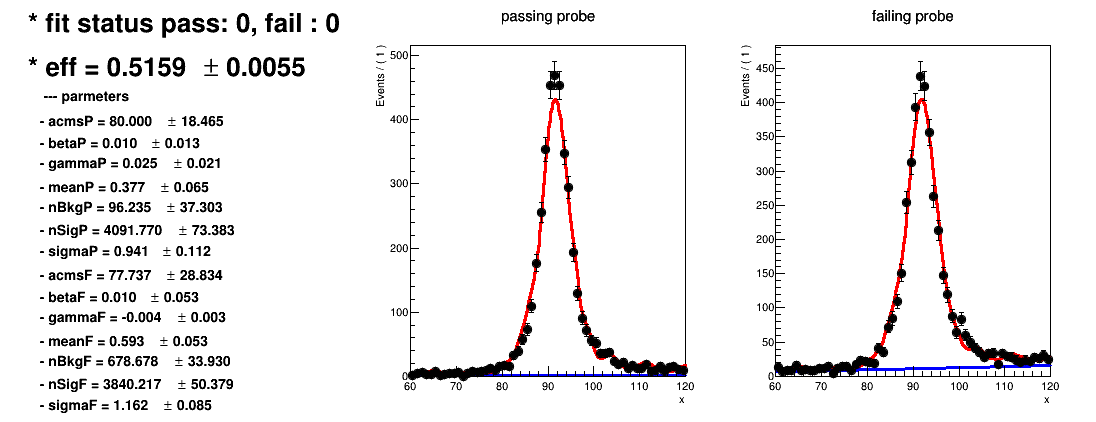 * fit status pass: 0, fail : 0
* eff = 0.5159 ± 0.0055
--- parmeters
- acmsP = 80.000 ± 18.465
- betaP = 0.010 ± 0.013
- gammaP = 0.025 ± 0.021
- meanP = 0.377 ± 0.065
- nBkgP = 96.235 ± 37.303
- nSigP = 4091.770 ± 73.383
- sigmaP = 0.941 ± 0.112
- acmsF = 77.737 ± 28.834
- betaF = 0.010 ± 0.053
- gammaF = -0.004 ± 0.003
- meanF = 0.593 ± 0.053
- nBkgF = 678.678 ± 33.930
- nSigF = 3840.217 ± 50.379
- sigmaF = 1.162 ± 0.085
passing probe
Events / ( 1 )
500
400
300
200
100
0
60 70 80 90 100 110 120
x
failing probe
Events / ( 1 )
450
400
350
300
250
200
150
100
50
0
60 70 80 90 100 110 120
x